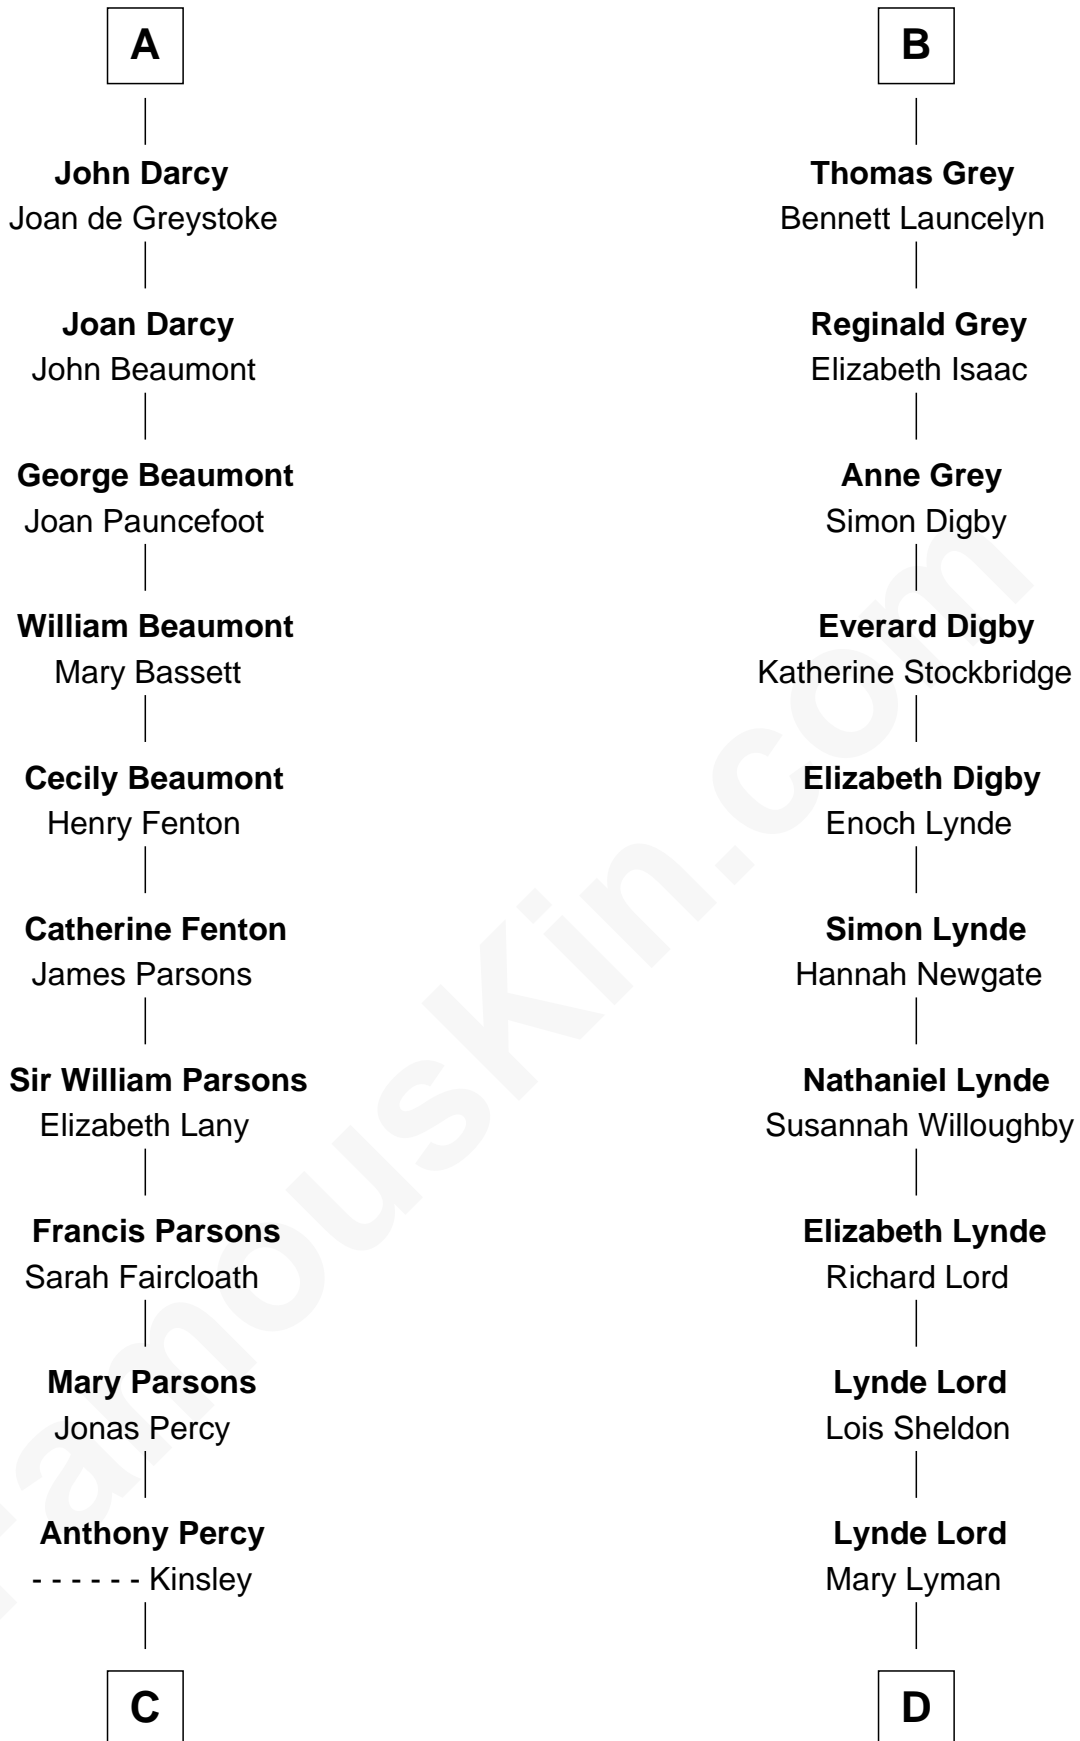 A
John Darcy
Joan de Greystoke
Joan Darcy
John Beaumont
George Beaumont
Joan Pauncefoot
William Beaumont
Mary Bassett
Cecily Beaumont
Henry Fenton
Catherine Fenton
James Parsons
Sir William Parsons
Elizabeth Lany
Francis Parsons
Sarah Faircloath
Mary Parsons
Jonas Percy
Anthony Percy
- - - - - - Kinsley
C
B
Thomas Grey
Bennett Launcelyn
Reginald Grey
Elizabeth Isaac
Anne Grey
Simon Digby
Everard Digby
Katherine Stockbridge
Elizabeth Digby
Enoch Lynde
Simon Lynde
Hannah Newgate
Nathaniel Lynde
Susannah Willoughby
Elizabeth Lynde
Richard Lord
Lynde Lord
Lois Sheldon
Lynde Lord
Mary Lyman
D
FamousKin.com